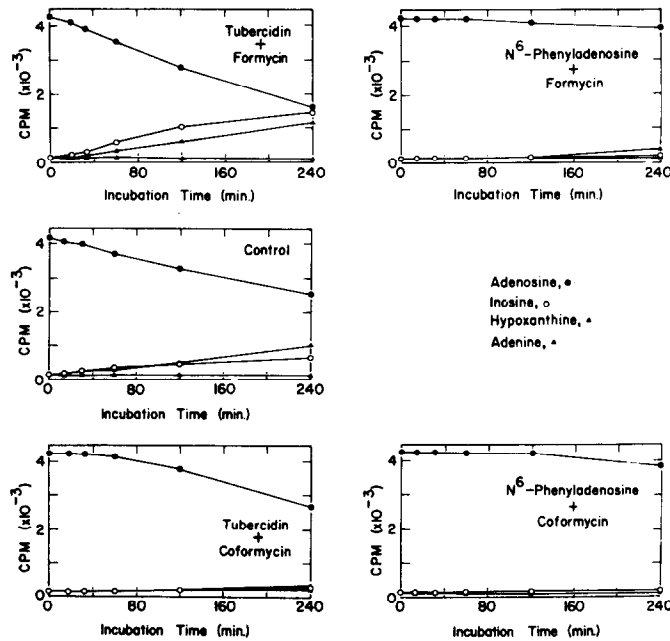 CPM (x10⁻³)
4
2
0
Tubercidin
+
Formycin
0 80 160 240
Incubation Time (min.)
CPM (x10⁻³)
4
2
0
N⁶-Phenyladenosine
+
Formycin
0 80 160 240
Incubation Time (min.)
CPM (x10⁻³)
4
2
0
Control
0 80 160 240
Incubation Time (min.)
Adenosine, ●
Inosine, ○
Hypoxanthine, ▲
Adenine, ▲
CPM (x10⁻³)
4
2
0
Tubercidin
+
Coformycin
0 80 160 240
Incubation Time (min.)
CPM (x10⁻³)
4
2
0
N⁶-Phenyladenosine
+
Coformycin
0 80 160 240
Incubation Time (min.)